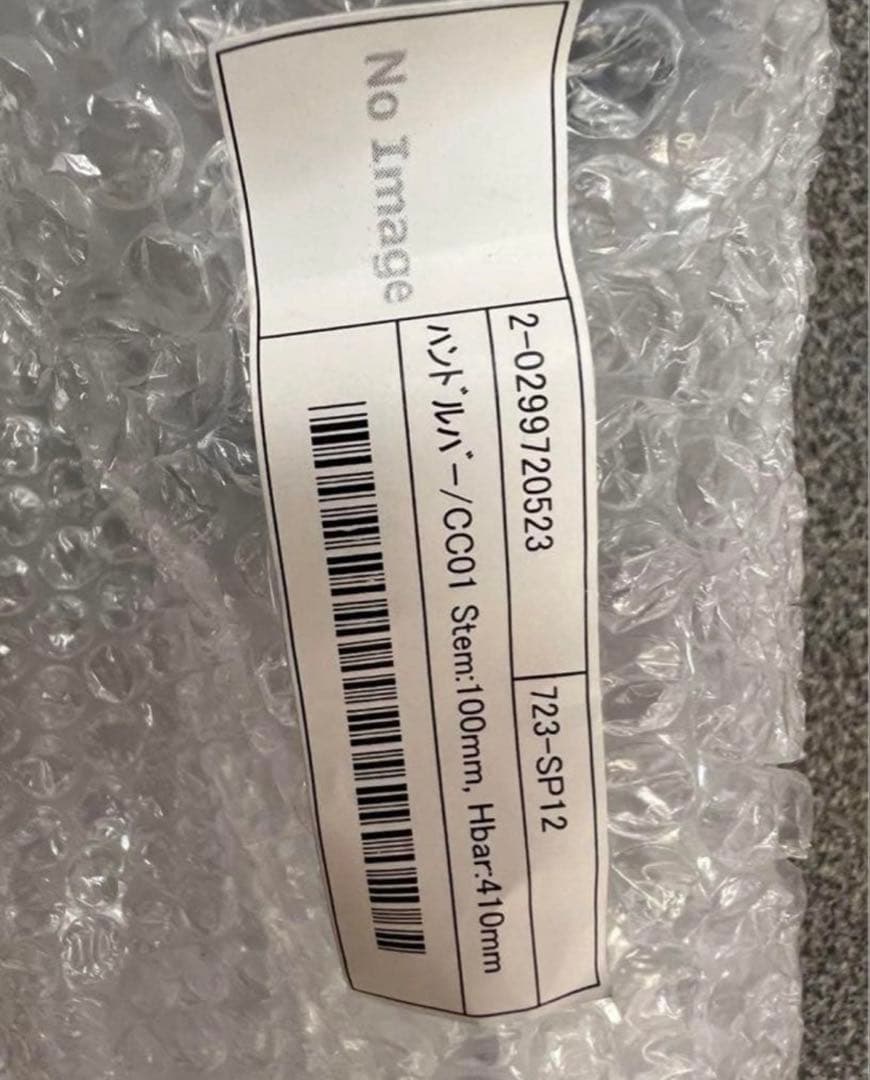 No Image
2-0299720523
723-SP12
ﾊﾝﾄﾞﾙﾊﾞｰ/CC01 Stem:100mm, Hbar:410mm